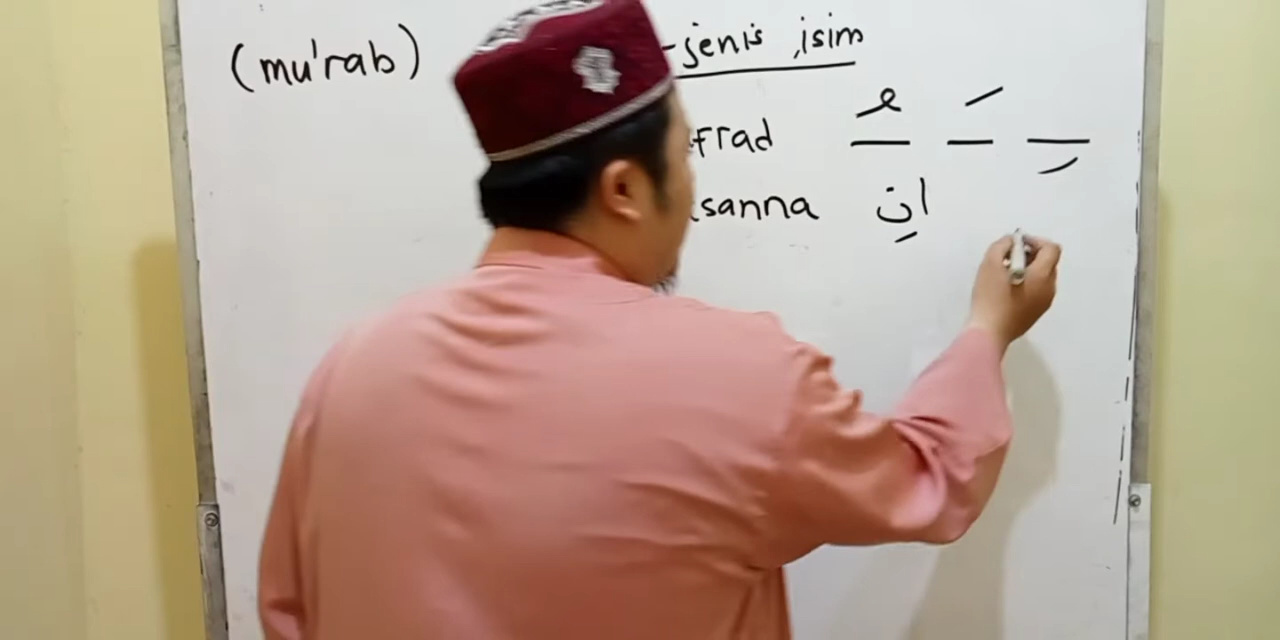 (mu'rab) -jenis isim
frad ـُ ـَ ـِ
sanna انِ